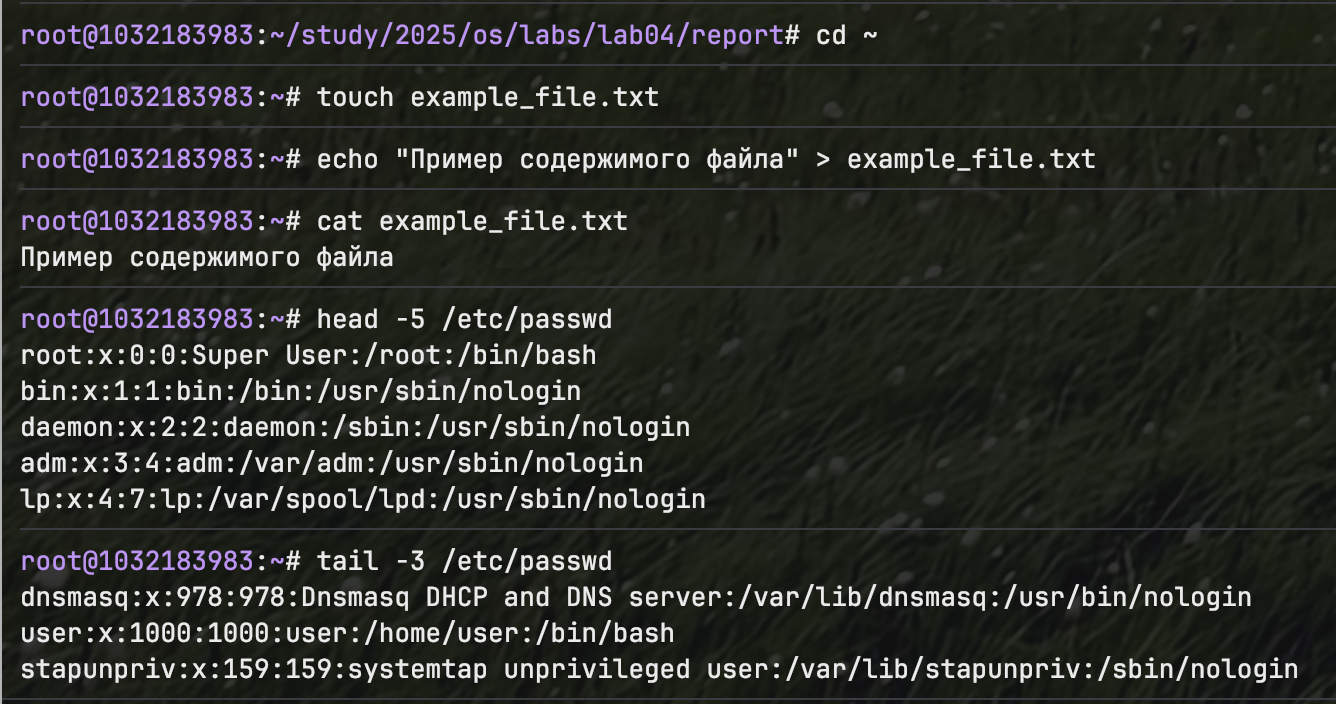 root@1032183983:~/study/2025/os/labs/lab04/report# cd ~
root@1032183983:~# touch example_file.txt
root@1032183983:~# echo "Пример содержимого файла" > example_file.txt
root@1032183983:~# cat example_file.txt
Пример содержимого файла
root@1032183983:~# head -5 /etc/passwd
root:x:0:0:Super User:/root:/bin/bash
bin:x:1:1:bin:/bin:/usr/sbin/nologin
daemon:x:2:2:daemon:/sbin:/usr/sbin/nologin
adm:x:3:4:adm:/var/adm:/usr/sbin/nologin
lp:x:4:7:lp:/var/spool/lpd:/usr/sbin/nologin
root@1032183983:~# tail -3 /etc/passwd
dnsmasq:x:978:978:Dnsmasq DHCP and DNS server:/var/lib/dnsmasq:/usr/bin/nologin
user:x:1000:1000:user:/home/user:/bin/bash
stapunpriv:x:159:159:systemtap unprivileged user:/var/lib/stapunpriv:/sbin/nologin